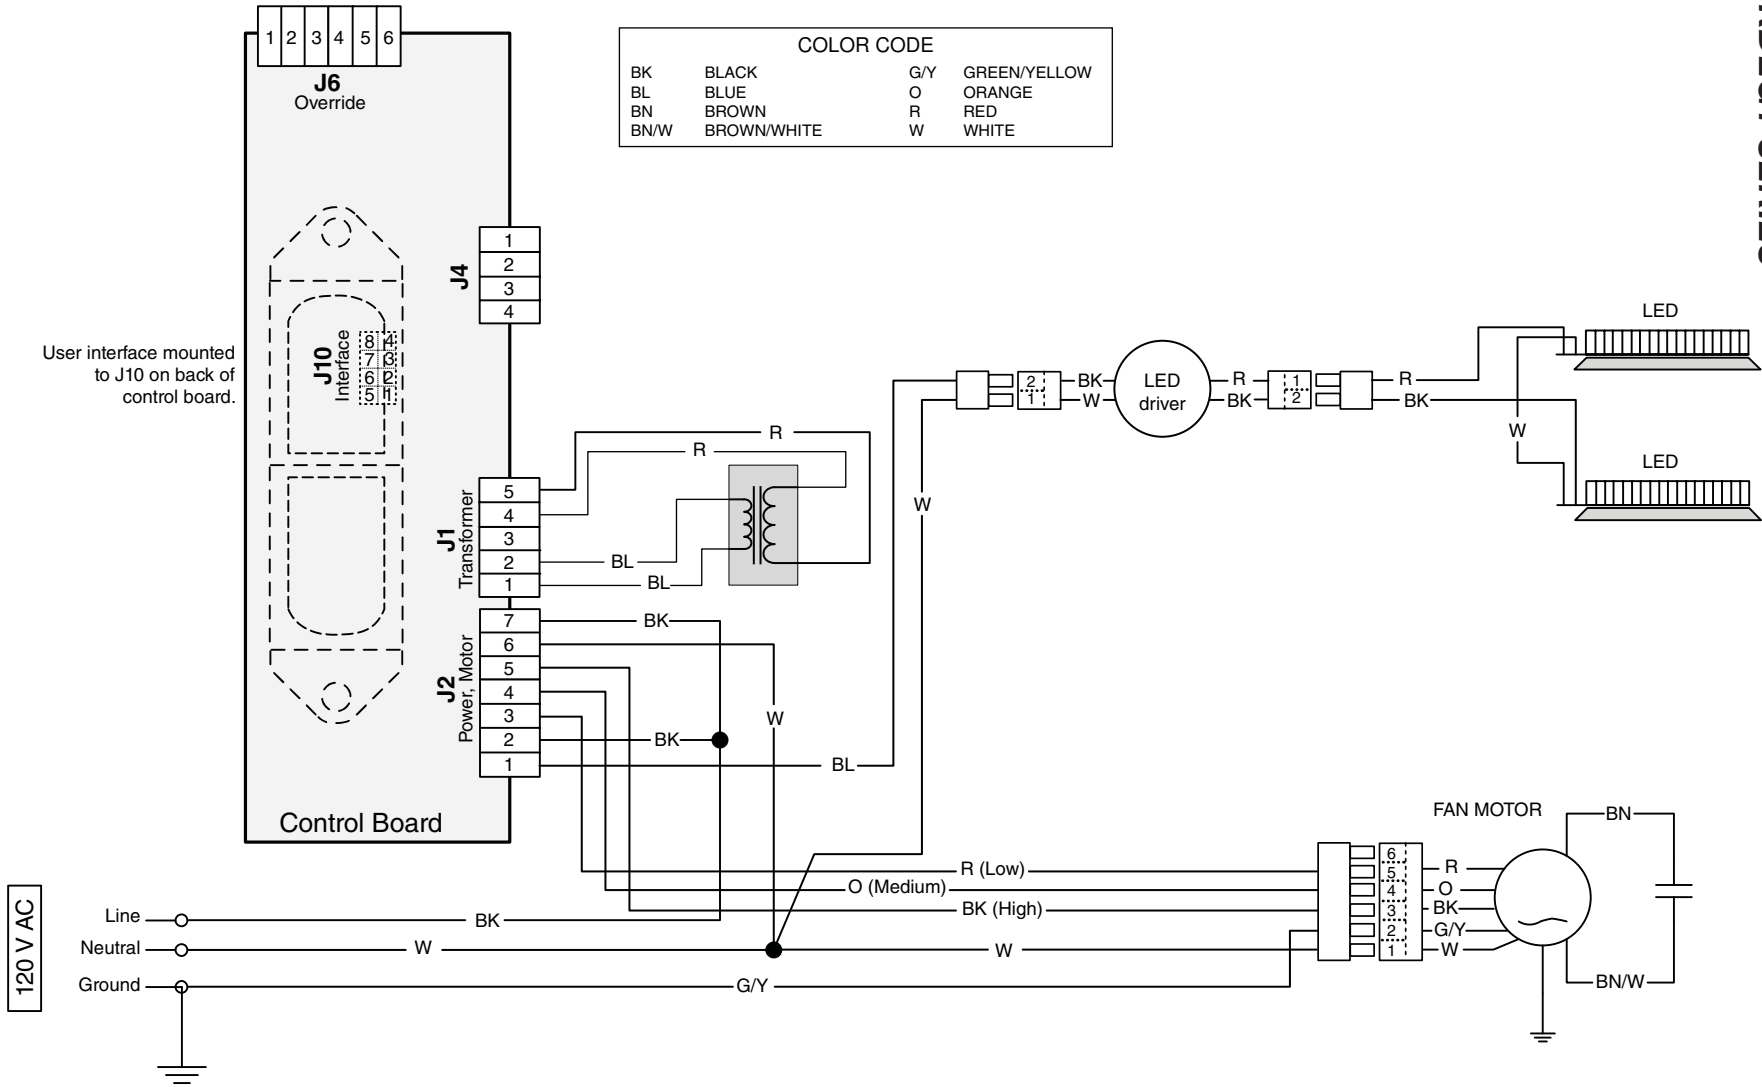 1 2 3 4 5 6
J6
Override
COLOR CODE
BK BLACK G/Y GREEN/YELLOW
BL BLUE O ORANGE
BN BROWN R RED
BN/W BROWN/WHITE W WHITE
J4
1
2
3
4
User interface mounted
to J10 on back of
control board.
J10
Interface
8 4
7 3
6 2
5 1
J1
Transformer
5
4
3
2
1
R
R
BL
BL
J2
Power, Motor
7
6
5
4
3
2
1
BK
W
BK
BL
Control Board
W
2
1
BK
W
LED
driver
R
BK
1
2
R
BK
W
LED
LED
FAN MOTOR
R (Low)
O (Medium)
BK (High)
W
6
5
4
3
2
1
R
O
BK
G/Y
W
BN
BN/W
120 V AC
Line
BK
Neutral
W
Ground
G/Y